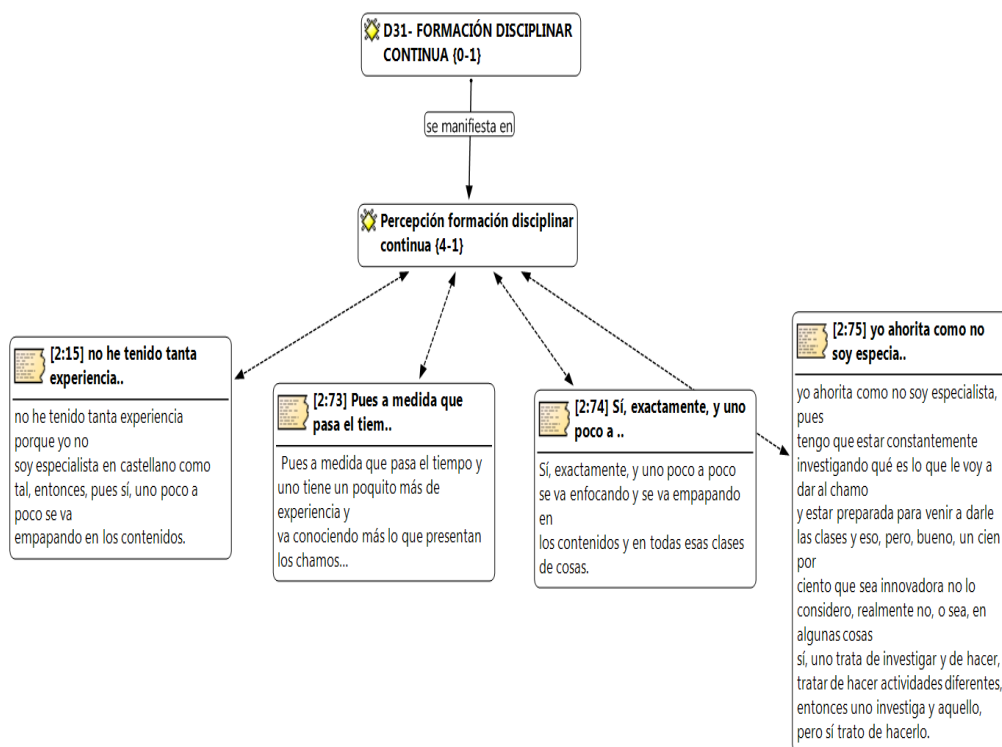 D31- FORMACIÓN DISCIPLINAR
CONTINUA {0-1}
se manifiesta en
Percepción formación disciplinar
continua {4-1}
[2:15] no he tenido tanta
experiencia..
no he tenido tanta experiencia
porque yo no
soy especialista en castellano como
tal, entonces, pues sí, uno poco a
poco se va
empapando en los contenidos.
[2:73] Pues a medida que
pasa el tiem..
Pues a medida que pasa el tiempo y
uno tiene un poquito más de
experiencia y
va conociendo más lo que presentan
los chamos...
[2:74] Sí, exactamente, y uno
poco a ..
Sí, exactamente, y uno poco a poco
se va enfocando y se va empapando
en
los contenidos y en todas esas clases
de cosas.
[2:75] yo ahorita como no
soy especia..
yo ahorita como no soy especialista,
pues
tengo que estar constantemente
investigando qué es lo que le voy a
dar al chamo
y estar preparada para venir a darle
las clases y eso, pero, bueno, un cien
por
ciento que sea innovadora no lo
considero, realmente no, o sea, en
algunas cosas
sí, uno trata de investigar y de hacer,
tratar de hacer actividades diferentes,
entonces uno investiga y aquello,
pero sí trato de hacerlo.